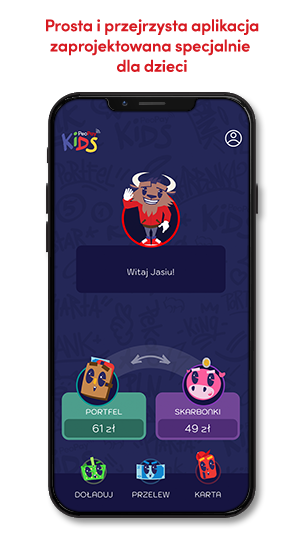 Prosta i przejrzysta aplikacja
zaprojektowana specjalnie
dla dzieci
PeoPay
KiDS
Witaj Jasiu!
PORTFEL
SKARBONKI
61 zł
49 zł
DOŁADUJ
PRZELEW
KARTA